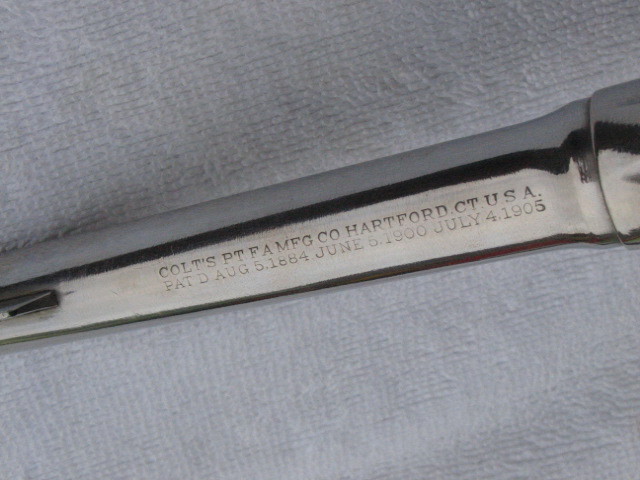 COLT'S PT. F.A.MFG CO HARTFORD.CT. U.S.A.
PAT'D AUG 5.1884 JUNE 5.1900 JULY 4.1905